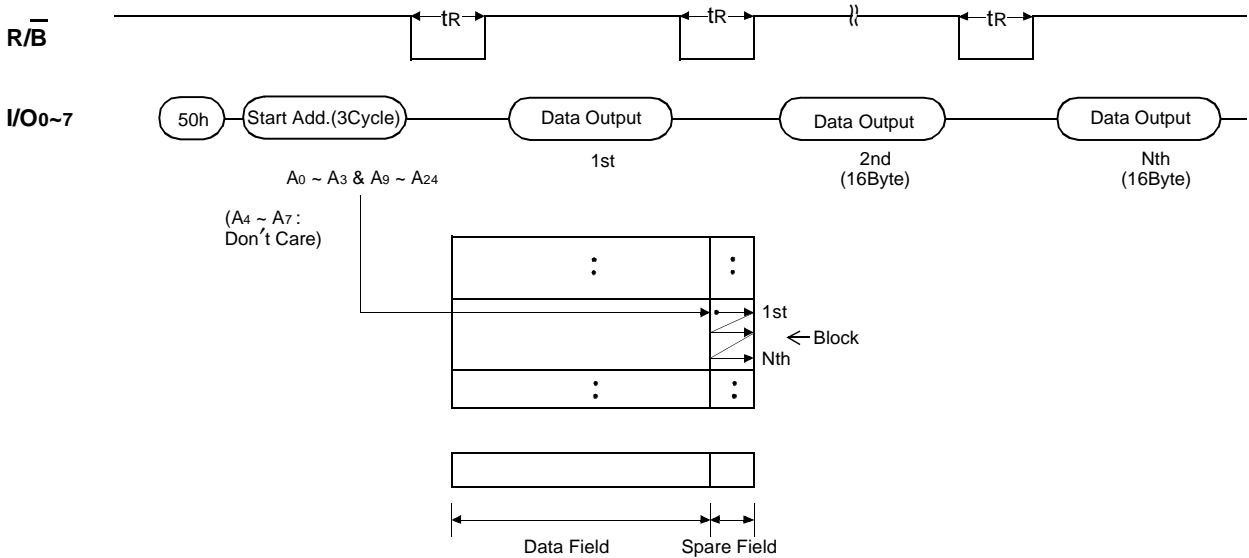 R/B
tR
tR
tR
I/O0~7
50h
Start Add.(3Cycle)
Data Output
Data Output
Data Output
1st
2nd
(16Byte)
Nth
(16Byte)
A0 ~ A3 & A9 ~ A24
(A4 ~ A7 :
Don′t Care)
1st
Block
Nth
Data Field
Spare Field